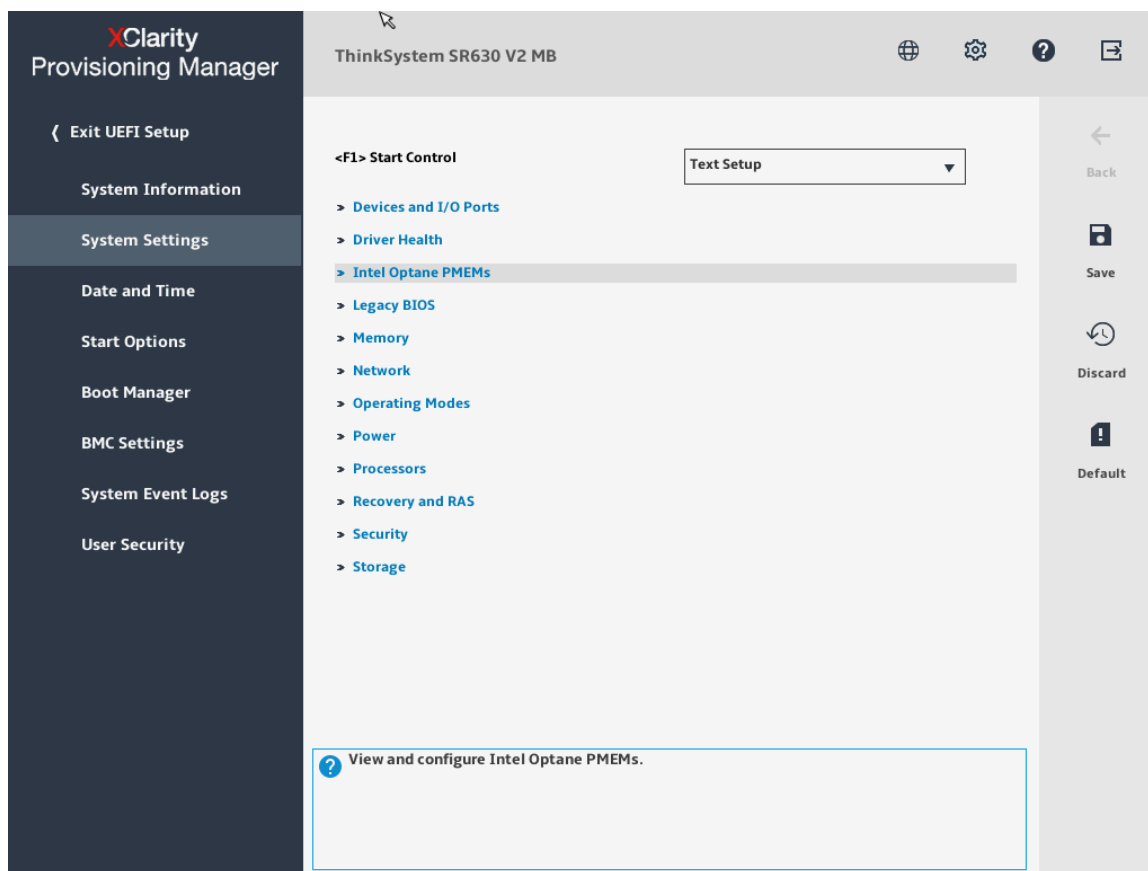 XClarity
Provisioning Manager
ThinkSystem SR630 V2 MB
Exit UEFI Setup
System Information
System Settings
Date and Time
Start Options
Boot Manager
BMC Settings
System Event Logs
User Security
<F1> Start Control
Text Setup
Devices and I/O Ports
Driver Health
Intel Optane PMEMs
Legacy BIOS
Memory
Network
Operating Modes
Power
Processors
Recovery and RAS
Security
Storage
Back
Save
Discard
Default
View and configure Intel Optane PMEMs.